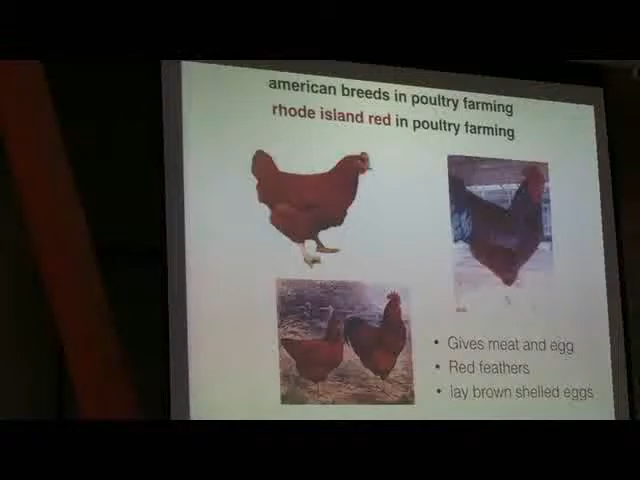 american breeds in poultry farming
rhode island red in poultry farming
• Gives meat and egg
• Red feathers
• lay brown shelled eggs